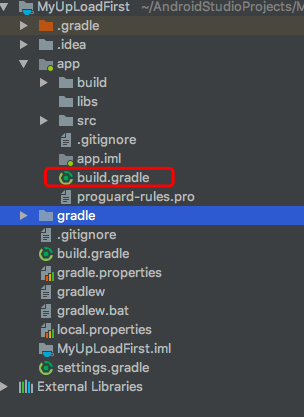 MyUpLoadFirst ~/AndroidStudioProjects/M
.gradle
.idea
app
build
libs
src
.gitignore
app.iml
build.gradle
proguard-rules.pro
gradle
.gitignore
build.gradle
gradle.properties
gradlew
gradlew.bat
local.properties
MyUpLoadFirst.iml
settings.gradle
External Libraries